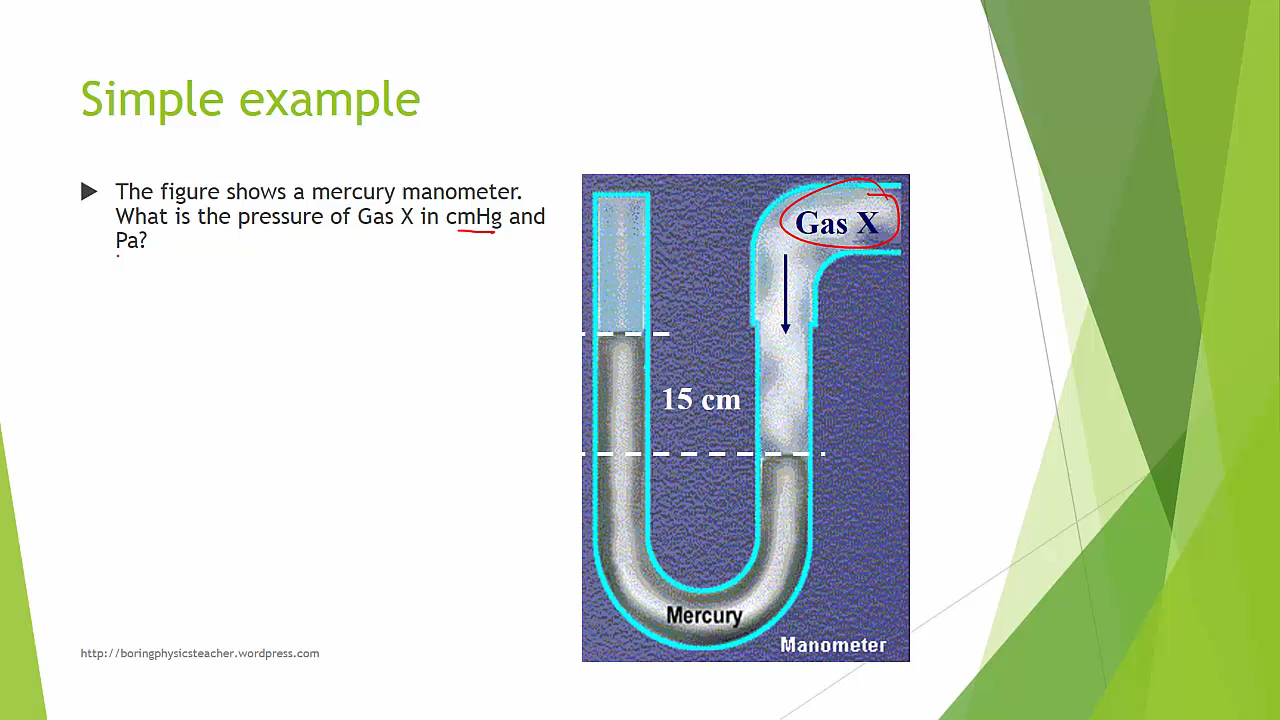 Simple example
The figure shows a mercury manometer.
What is the pressure of Gas X in cmHg and
Pa?
Gas X
15 cm
Mercury
Manometer
http://boringphysicsteacher.wordpress.com